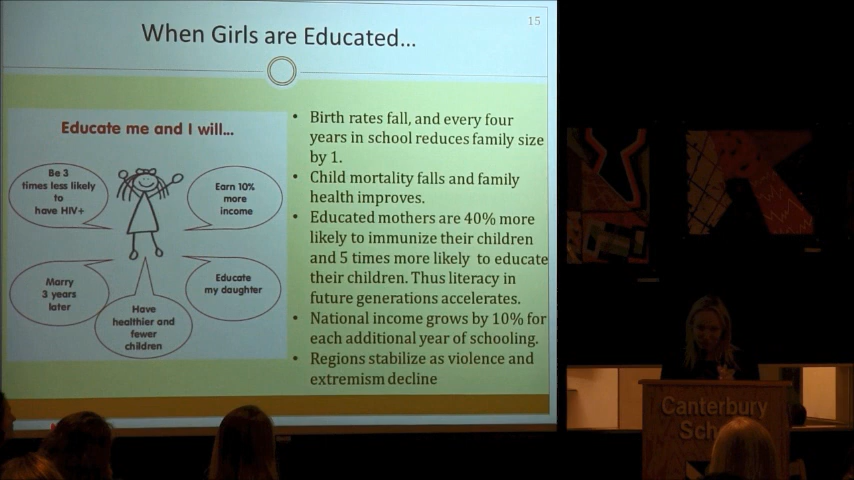 15
When Girls are Educated...
Educate me and I will...
Be 3
times less likely
to
have HIV+
Earn 10%
more
income
Marry
3 years
later
Educate
my daughter
Have
healthier and
fewer
children
• Birth rates fall, and every four
years in school reduces family size
by 1.
• Child mortality falls and family
health improves.
• Educated mothers are 40% more
likely to immunize their children
and 5 times more likely to educate
their children. Thus literacy in
future generations accelerates.
• National income grows by 10% for
each additional year of schooling.
• Regions stabilize as violence and
extremism decline
Canterbury